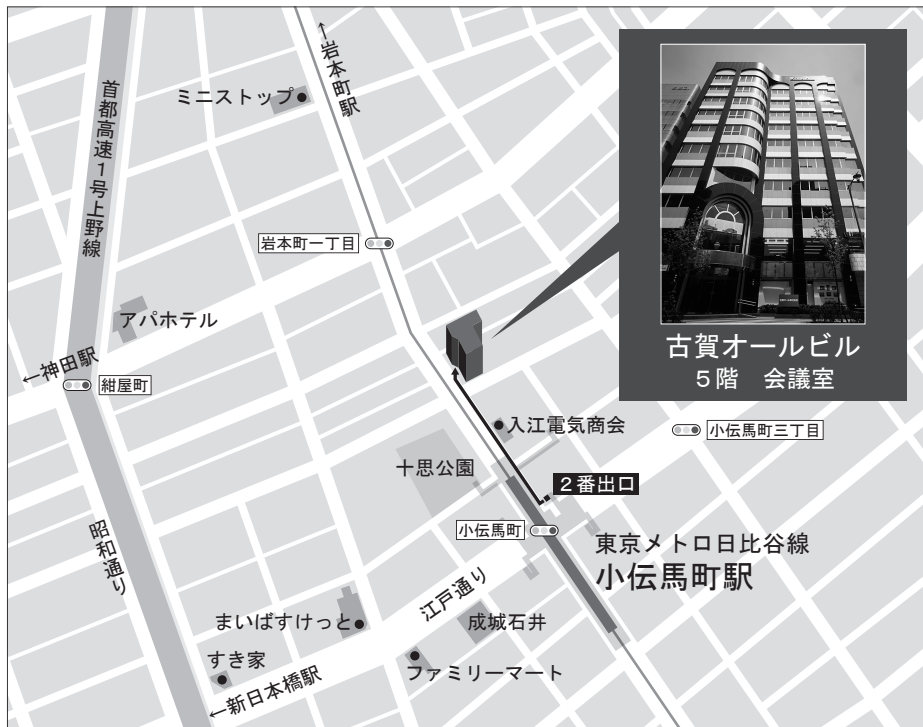 首都高速1号上野線
ミニストップ
↑岩本町駅
岩本町一丁目
アパホテル
←神田駅
紺屋町
古賀オールビル
5階 会議室
入江電気商会
小伝馬町三丁目
十思公園
2番出口
小伝馬町
東京メトロ日比谷線
小伝馬町駅
昭和通り
江戸通り
まいばすけっと
成城石井
すき家
ファミリーマート
←新日本橋駅